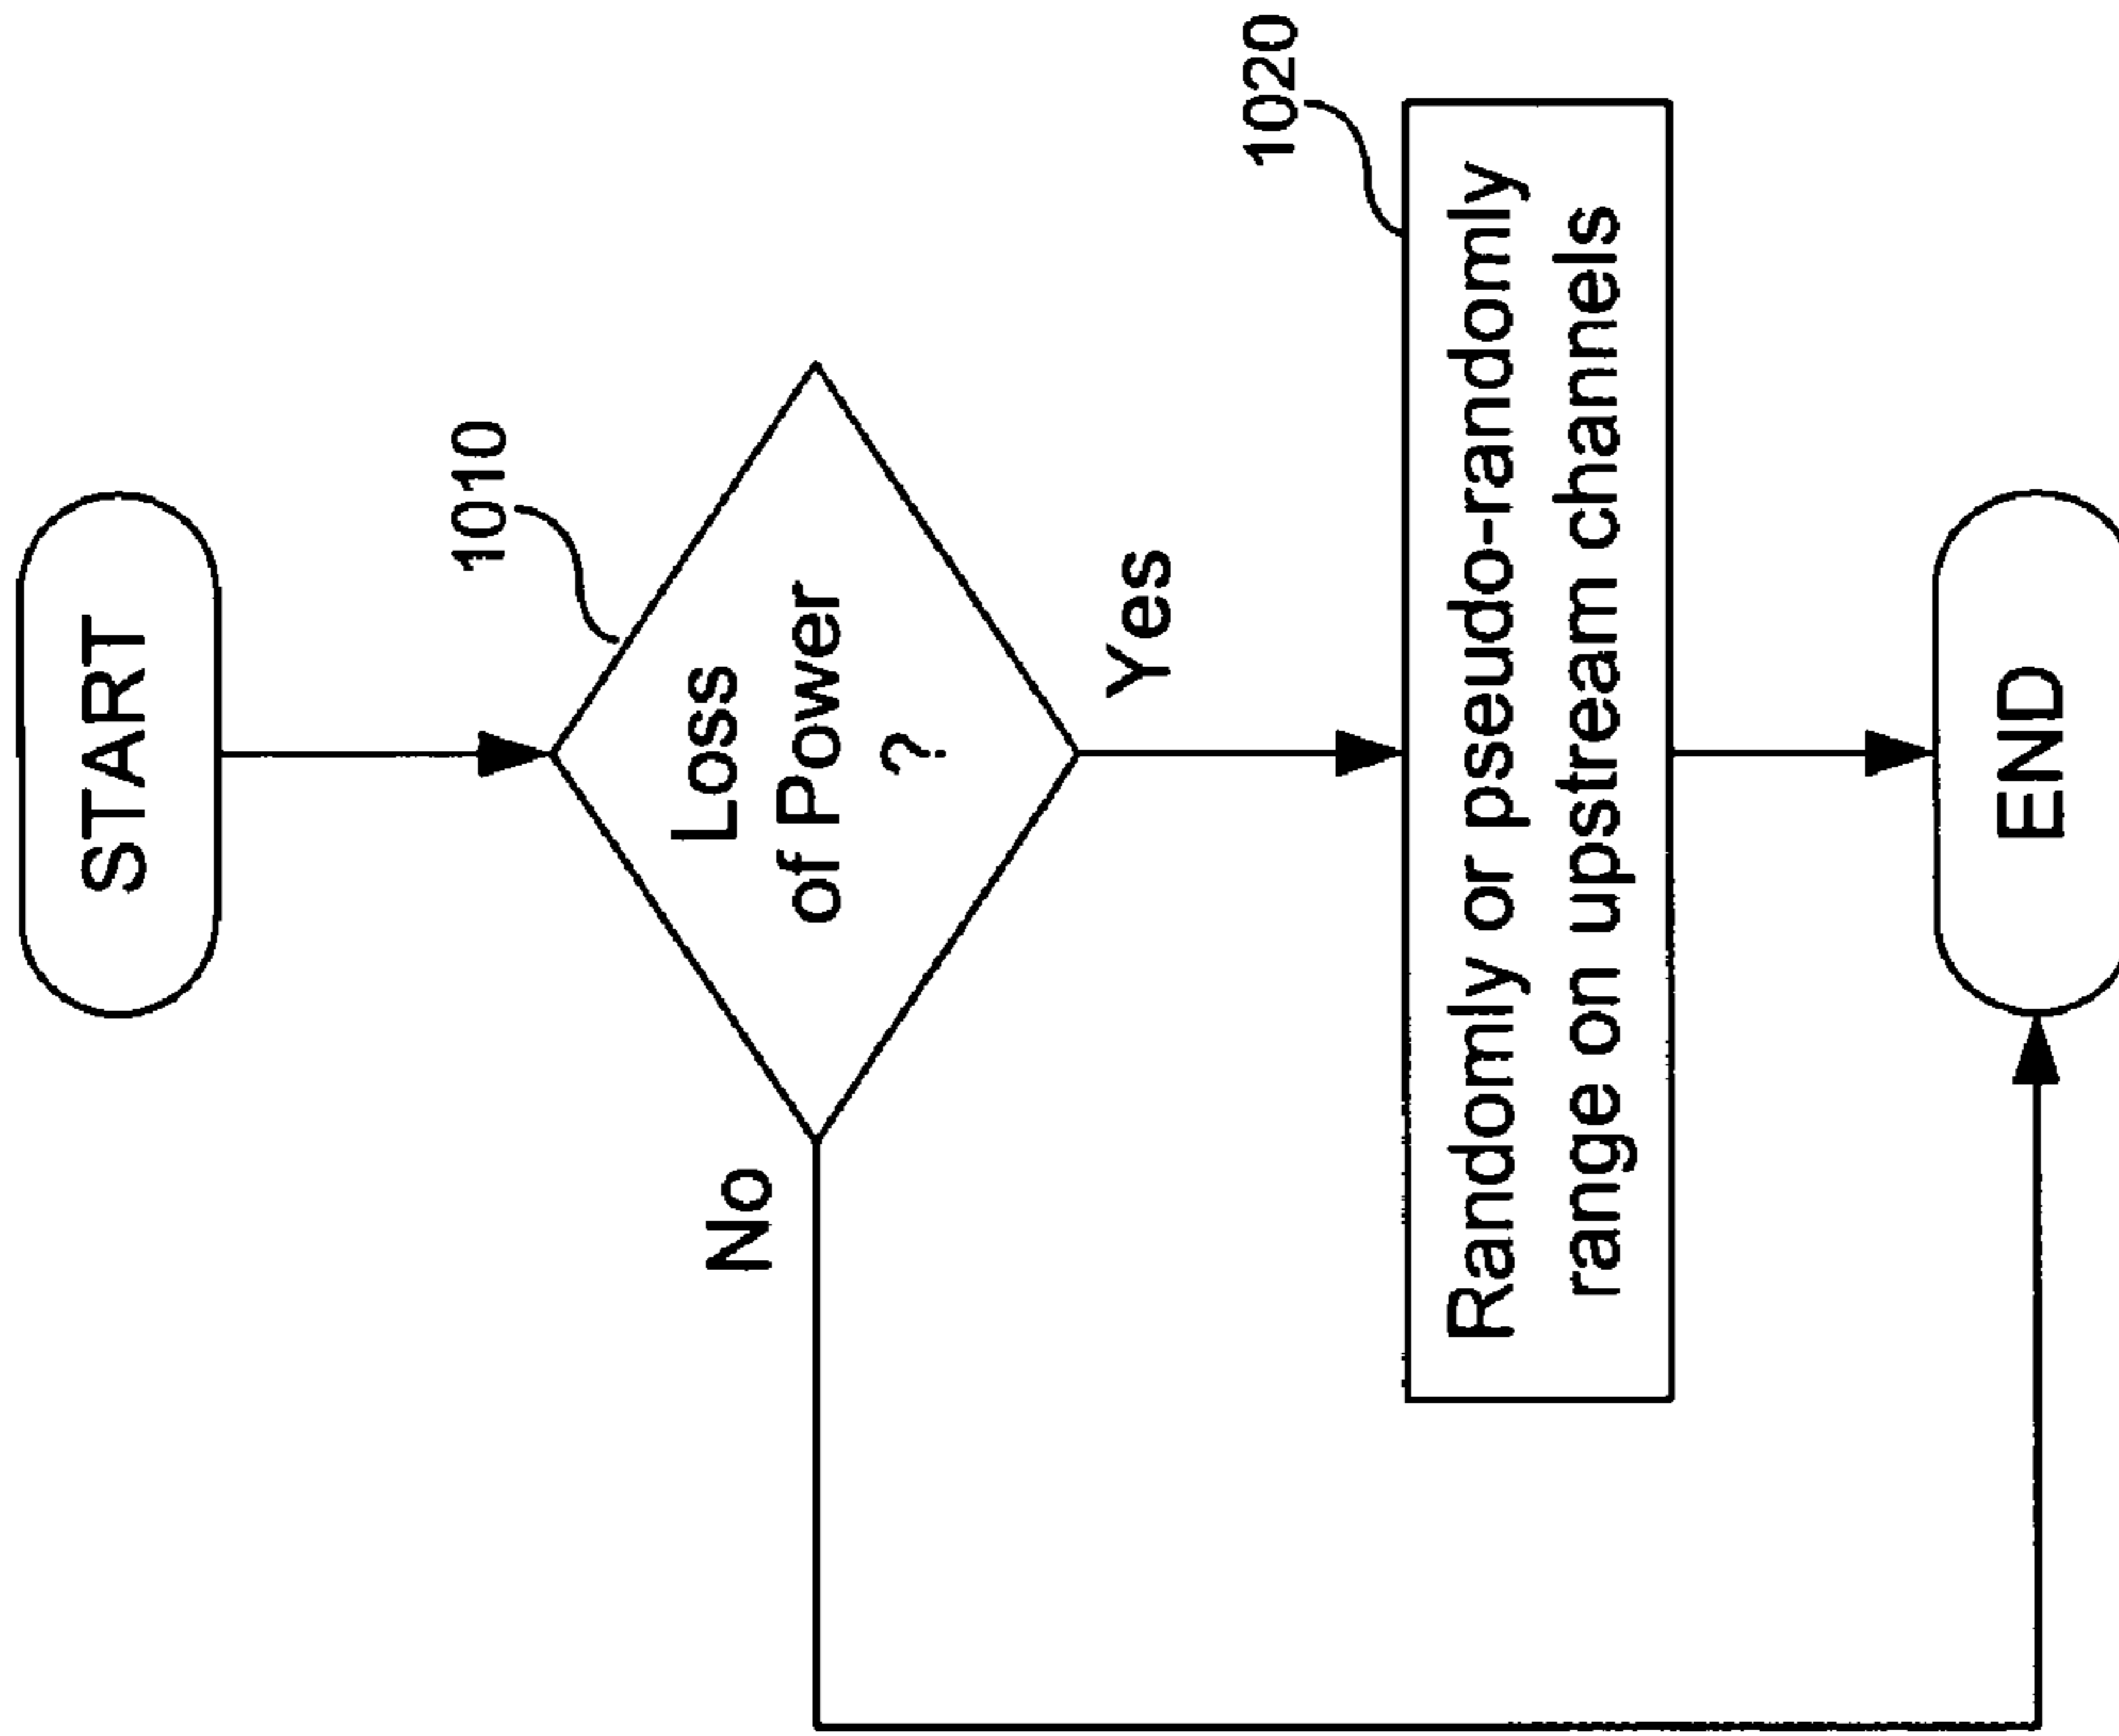 START
1010
Loss
of Power
?
No
Yes
1020
Randomly or pseudo-randomly
range on upstream channels
END